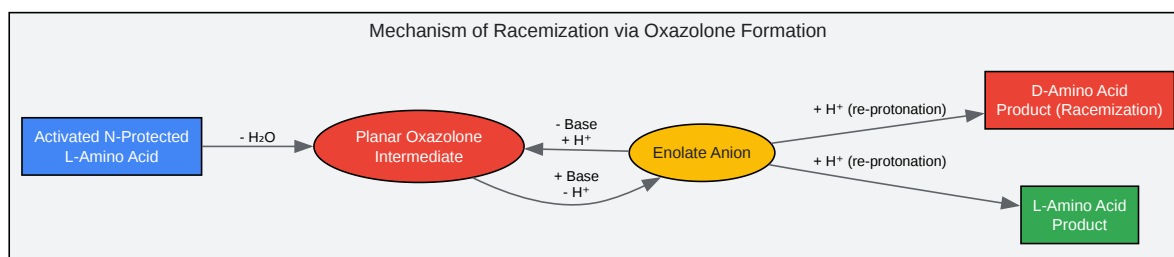 Mechanism of Racemization via Oxazolone Formation
Activated N-Protected
L-Amino Acid
- H₂O
Planar Oxazolone
Intermediate
- Base
+ H⁺
+ Base
- H⁺
Enolate Anion
+ H⁺ (re-protonation)
D-Amino Acid
Product (Racemization)
+ H⁺ (re-protonation)
L-Amino Acid
Product